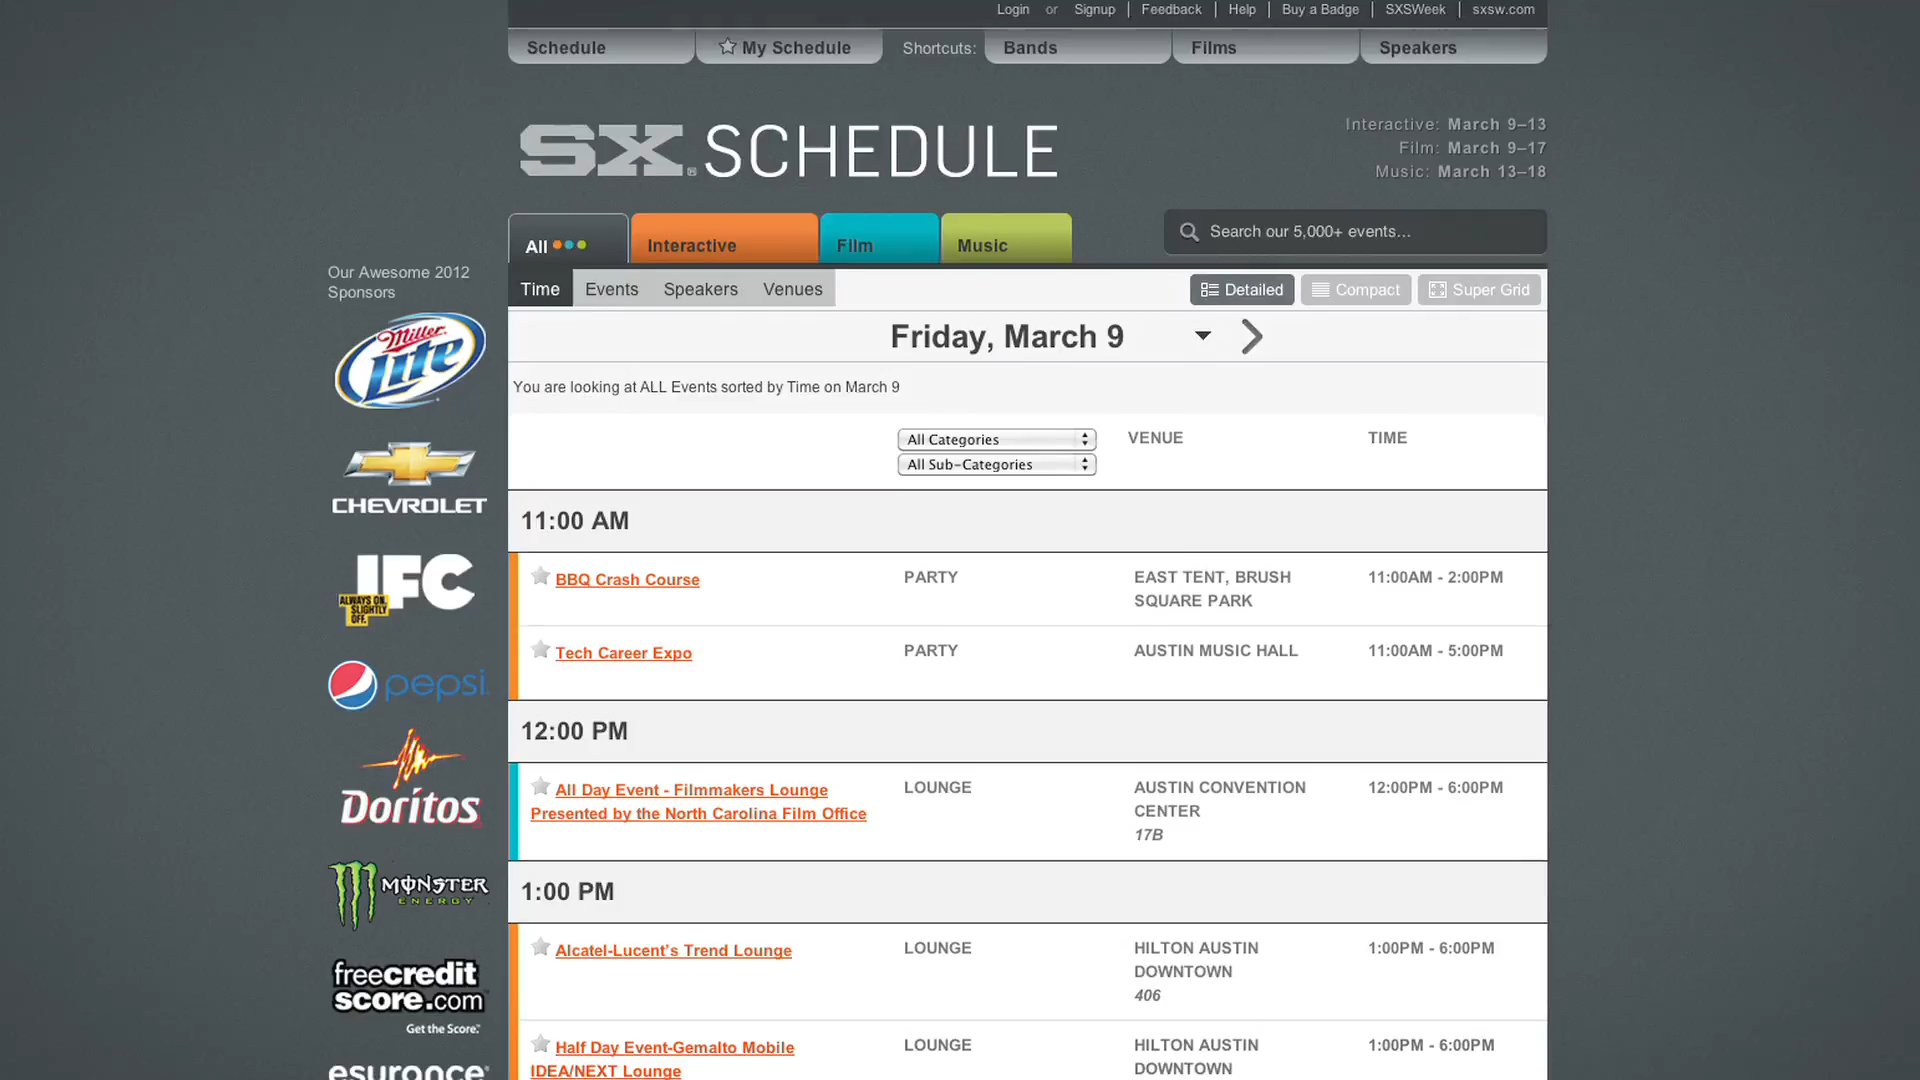 Login or Signup | Feedback | Help | Buy a Badge | SXSWeek | sxsw.com
Schedule My Schedule Shortcuts: Bands Films Speakers
SX® SCHEDULE
Interactive: March 9–13
Film: March 9–17
Music: March 13–18
All Interactive Film Music
Search our 5,000+ events...
Our Awesome 2012
Sponsors
Time Events Speakers Venues
Detailed Compact Super Grid
Friday, March 9
You are looking at ALL Events sorted by Time on March 9
All Categories
All Sub-Categories
VENUE
TIME
11:00 AM
BBQ Crash Course
PARTY
EAST TENT, BRUSH
SQUARE PARK
11:00AM - 2:00PM
Tech Career Expo
PARTY
AUSTIN MUSIC HALL
11:00AM - 5:00PM
12:00 PM
All Day Event - Filmmakers Lounge
Presented by the North Carolina Film Office
LOUNGE
AUSTIN CONVENTION
CENTER
17B
12:00PM - 6:00PM
1:00 PM
Alcatel-Lucent’s Trend Lounge
LOUNGE
HILTON AUSTIN
DOWNTOWN
406
1:00PM - 6:00PM
Half Day Event-Gemalto Mobile
IDEA/NEXT Lounge
LOUNGE
HILTON AUSTIN
DOWNTOWN
1:00PM - 6:00PM
Miller
Lite
CHEVROLET
IFC
ALWAYS ON.
SLIGHTLY
OFF.
pepsi
Doritos
MONSTER
ENERGY
freecredit
score.com
Get the Score.™
esurance®